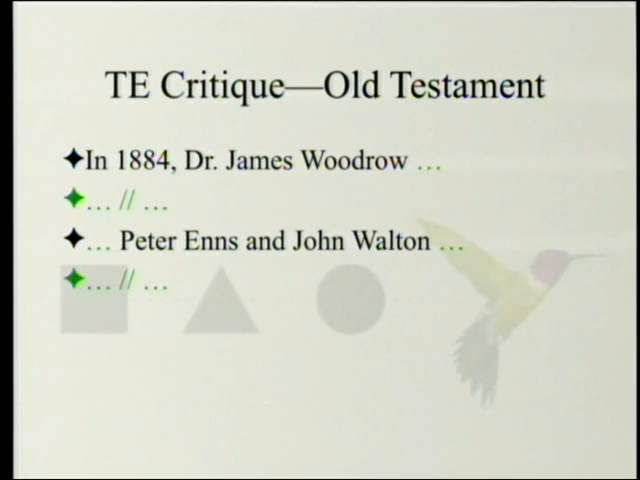 TE Critique—Old Testament
✦In 1884, Dr. James Woodrow …
✦… // …
✦… Peter Enns and John Walton …
✦… // …